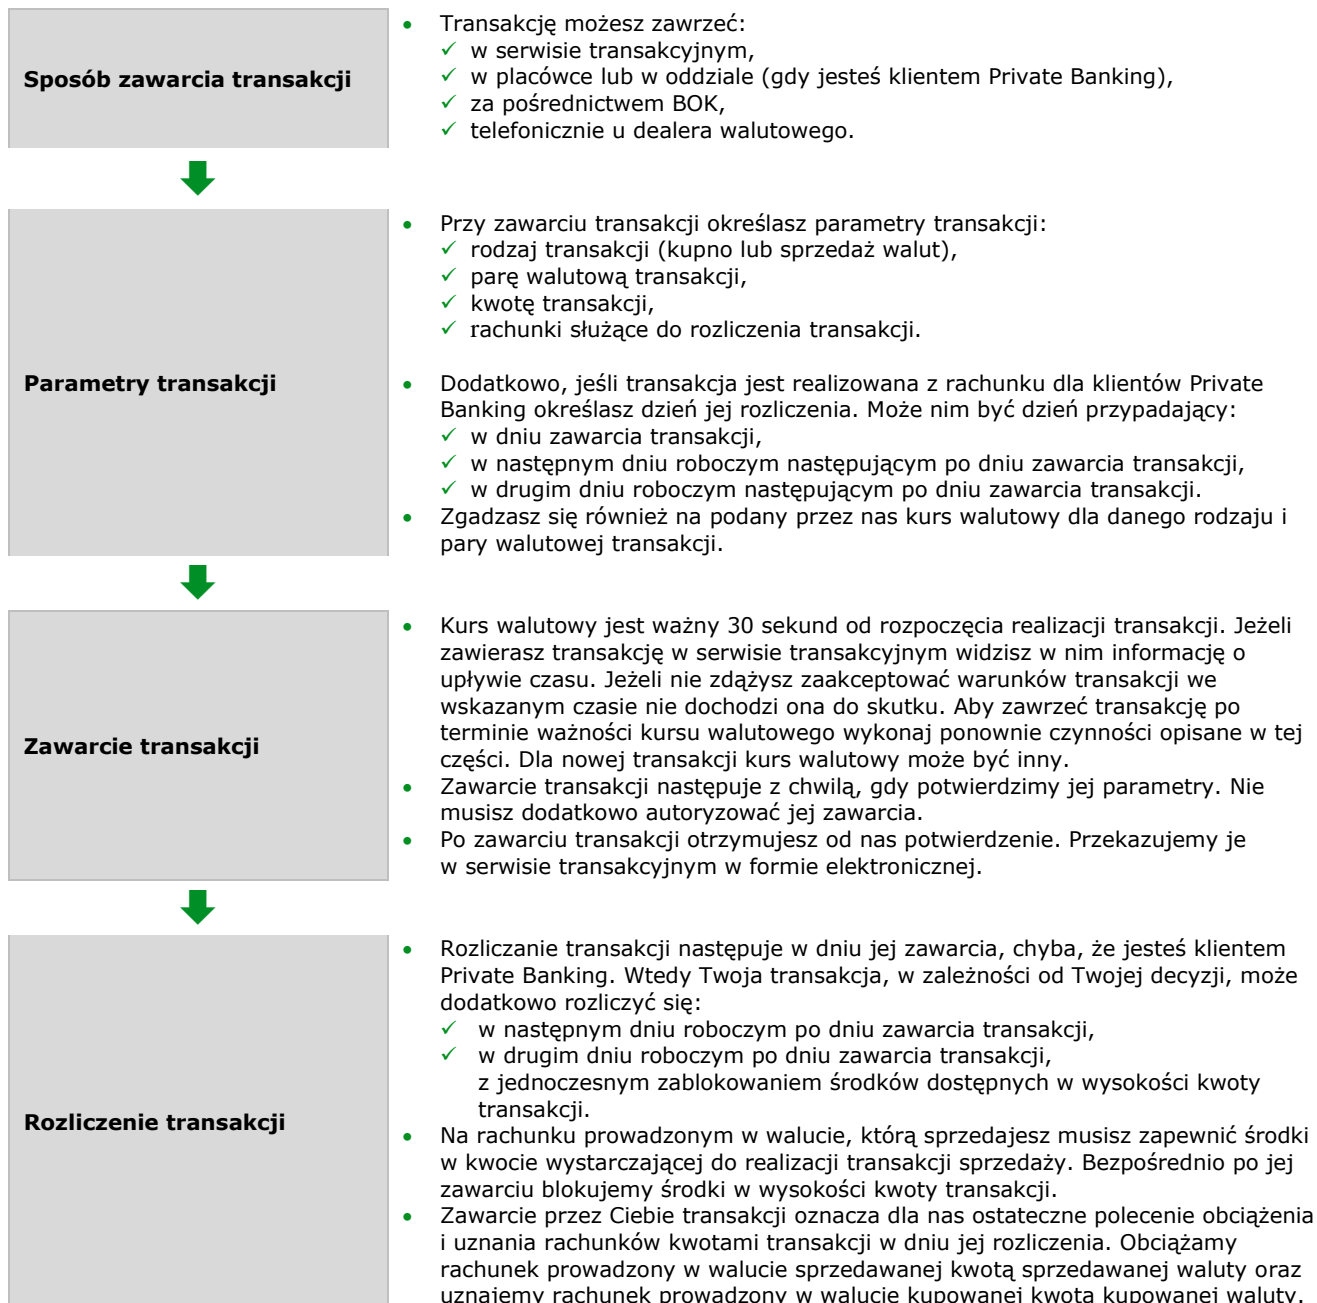 Sposób zawarcia transakcji
• Transakcję możesz zawrzeć:
✓ w serwisie transakcyjnym,
✓ w placówce lub w oddziale (gdy jesteś klientem Private Banking),
✓ za pośrednictwem BOK,
✓ telefonicznie u dealera walutowego.
Parametry transakcji
• Przy zawarciu transakcji określasz parametry transakcji:
✓ rodzaj transakcji (kupno lub sprzedaż walut),
✓ parę walutową transakcji,
✓ kwotę transakcji,
✓ rachunki służące do rozliczenia transakcji.
• Dodatkowo, jeśli transakcja jest realizowana z rachunku dla klientów Private
Banking określasz dzień jej rozliczenia. Może nim być dzień przypadający:
✓ w dniu zawarcia transakcji,
✓ w następnym dniu roboczym następującym po dniu zawarcia transakcji,
✓ w drugim dniu roboczym następującym po dniu zawarcia transakcji.
• Zgadzasz się również na podany przez nas kurs walutowy dla danego rodzaju i
pary walutowej transakcji.
Zawarcie transakcji
• Kurs walutowy jest ważny 30 sekund od rozpoczęcia realizacji transakcji. Jeżeli
zawierasz transakcję w serwisie transakcyjnym widzisz w nim informację o
upływie czasu. Jeżeli nie zdążysz zaakceptować warunków transakcji we
wskazanym czasie nie dochodzi ona do skutku. Aby zawrzeć transakcję po
terminie ważności kursu walutowego wykonaj ponownie czynności opisane w tej
części. Dla nowej transakcji kurs walutowy może być inny.
• Zawarcie transakcji następuje z chwilą, gdy potwierdzimy jej parametry. Nie
musisz dodatkowo autoryzować jej zawarcia.
• Po zawarciu transakcji otrzymujesz od nas potwierdzenie. Przekazujemy je
w serwisie transakcyjnym w formie elektronicznej.
Rozliczenie transakcji
• Rozliczanie transakcji następuje w dniu jej zawarcia, chyba, że jesteś klientem
Private Banking. Wtedy Twoja transakcja, w zależności od Twojej decyzji, może
dodatkowo rozliczyć się:
✓ w następnym dniu roboczym po dniu zawarcia transakcji,
✓ w drugim dniu roboczym po dniu zawarcia transakcji,
z jednoczesnym zablokowaniem środków dostępnych w wysokości kwoty
transakcji.
• Na rachunku prowadzonym w walucie, którą sprzedajesz musisz zapewnić środki
w kwocie wystarczającej do realizacji transakcji sprzedaży. Bezpośrednio po jej
zawarciu blokujemy środki w wysokości kwoty transakcji.
• Zawarcie przez Ciebie transakcji oznacza dla nas ostateczne polecenie obciążenia
i uznania rachunków kwotami transakcji w dniu jej rozliczenia. Obciążamy
rachunek prowadzony w walucie sprzedawanej kwotą sprzedawanej waluty oraz
uznajemy rachunek prowadzony w walucie kupowanej kwotą kupowanej waluty.